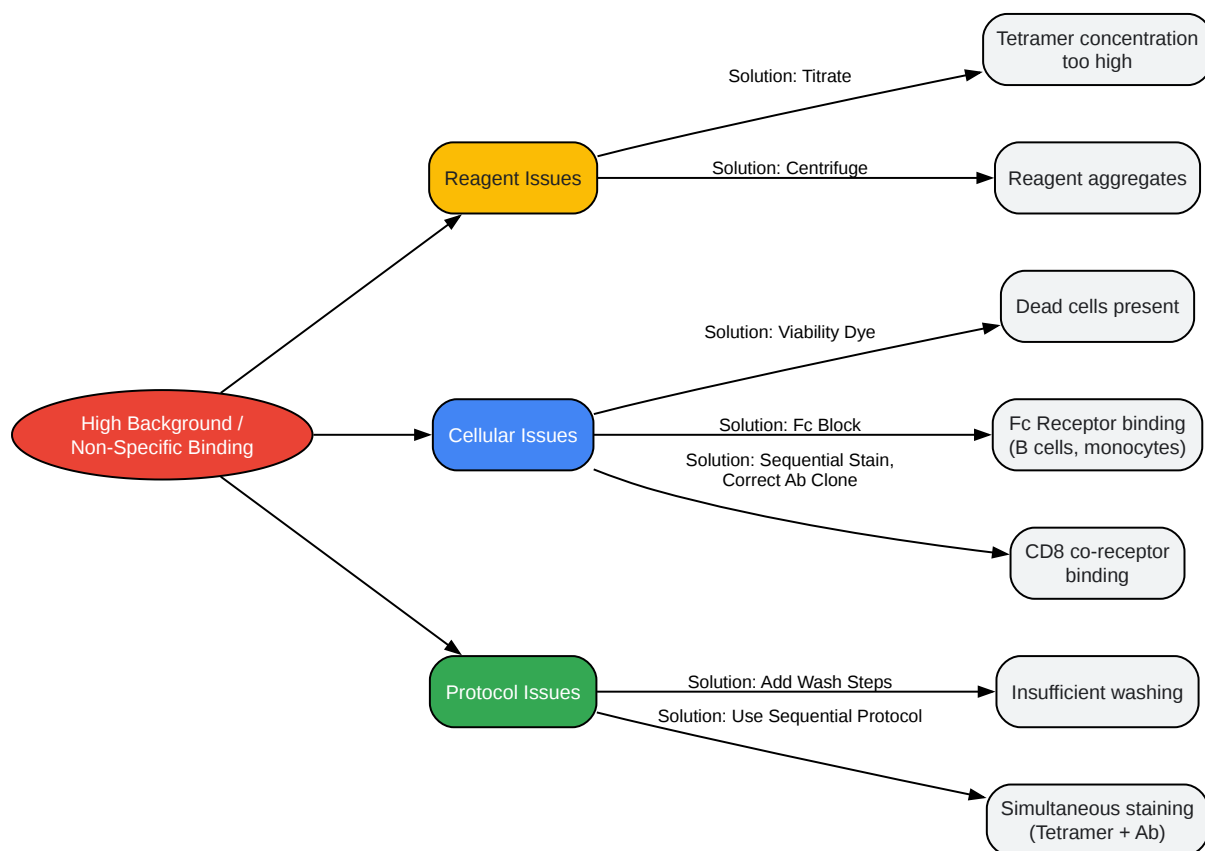 Tetramer concentration
too high
Solution: Titrate
Reagent Issues
Solution: Centrifuge
Reagent aggregates
Dead cells present
Solution: Viability Dye
High Background /
Non-Specific Binding
Cellular Issues
Solution: Fc Block
Fc Receptor binding
(B cells, monocytes)
Solution: Sequential Stain,
Correct Ab Clone
CD8 co-receptor
binding
Protocol Issues
Solution: Add Wash Steps
Insufficient washing
Solution: Use Sequential Protocol
Simultaneous staining
(Tetramer + Ab)